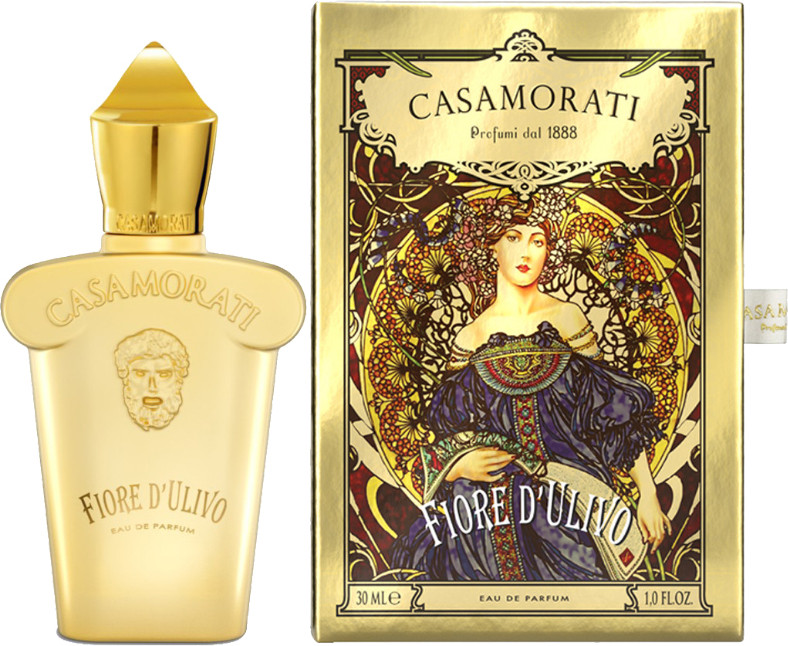 CASAMORATI
CASAMORATI
FIORE D'ULIVO
EAU DE PARFUM
CASAMORATI
Profumi dal 1888
FIORE D'ULIVO
30 ML e
EAU DE PARFUM
1,0 FL.OZ.